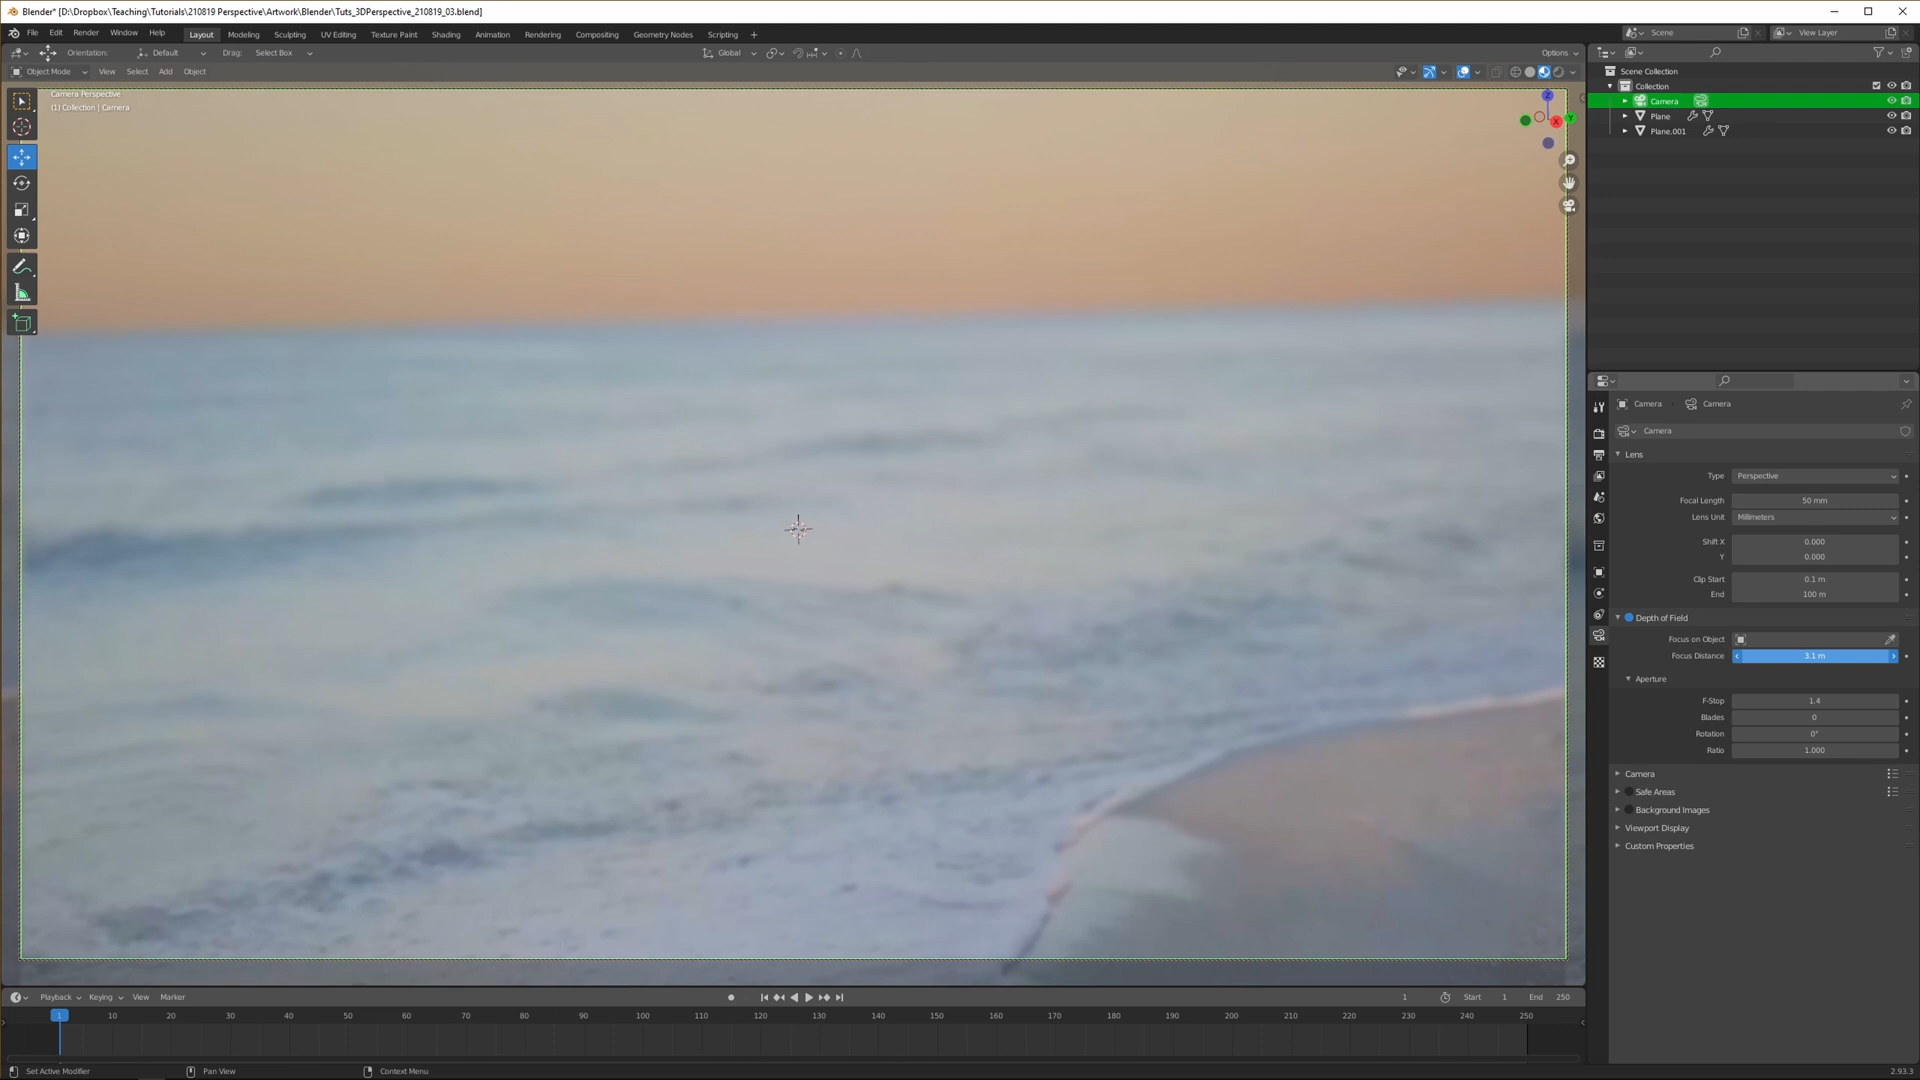 Blender* [D:\Dropbox\Teaching\Tutorials\210819 Perspective\Artwork\Blender\Tuts_3DPerspective_210819_03.blend]
File Edit Render Window Help Layout Modeling Sculpting UV Editing Texture Paint Shading Animation Rendering Compositing Geometry Nodes Scripting + Scene View Layer
Orientation: Default Drag: Select Box Global Options
Object Mode View Select Add Object
Camera Perspective
(1) Collection | Camera
Z
Y
X
Scene Collection
Collection
Camera
Plane
Plane.001
Camera Camera
Camera
Lens
Type Perspective
Focal Length 50 mm
Lens Unit Millimeters
Shift X 0.000
Y 0.000
Clip Start 0.1 m
End 100 m
Depth of Field
Focus on Object
Focus Distance 3.1 m
Aperture
F-Stop 1.4
Blades 0
Rotation 0°
Ratio 1.000
Camera
Safe Areas
Background Images
Viewport Display
Custom Properties
Playback Keying View Marker 1 Start 1 End 250
1 10 20 30 40 50 60 70 80 90 100 110 120 130 140 150 160 170 180 190 200 210 220 230 240 250
Set Active Modifier Pan View Context Menu 2.93.3